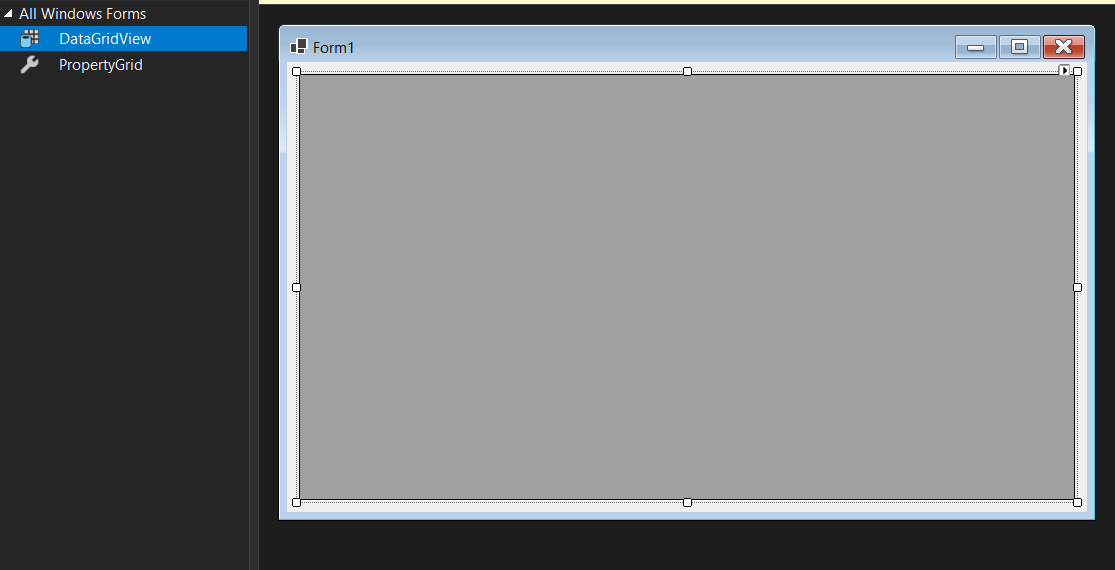 All Windows Forms
DataGridView
PropertyGrid
Form1